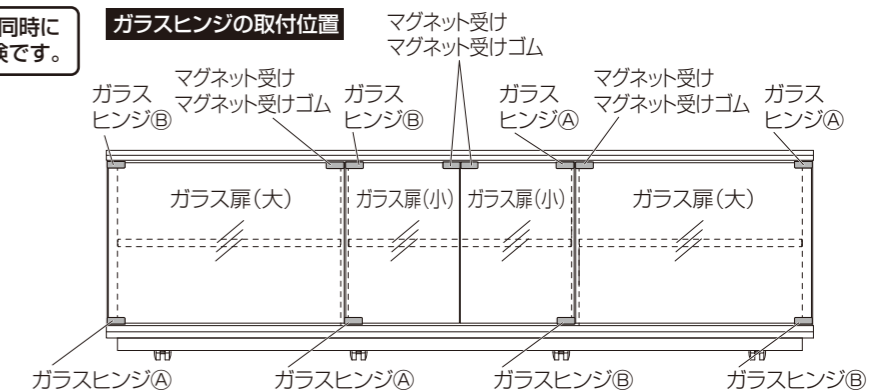 同時に
険です。
ガラスヒンジの取付位置
マグネット受け
マグネット受けゴム
ガラス
ヒンジⒷ
マグネット受け
マグネット受けゴム
ガラス
ヒンジⒷ
ガラス
ヒンジⒶ
マグネット受け
マグネット受けゴム
ガラス
ヒンジⒶ
ガラス扉(大)
ガラス扉(小)
ガラス扉(小)
ガラス扉(大)
ガラスヒンジⒶ
ガラスヒンジⒶ
ガラスヒンジⒷ
ガラスヒンジⒷ